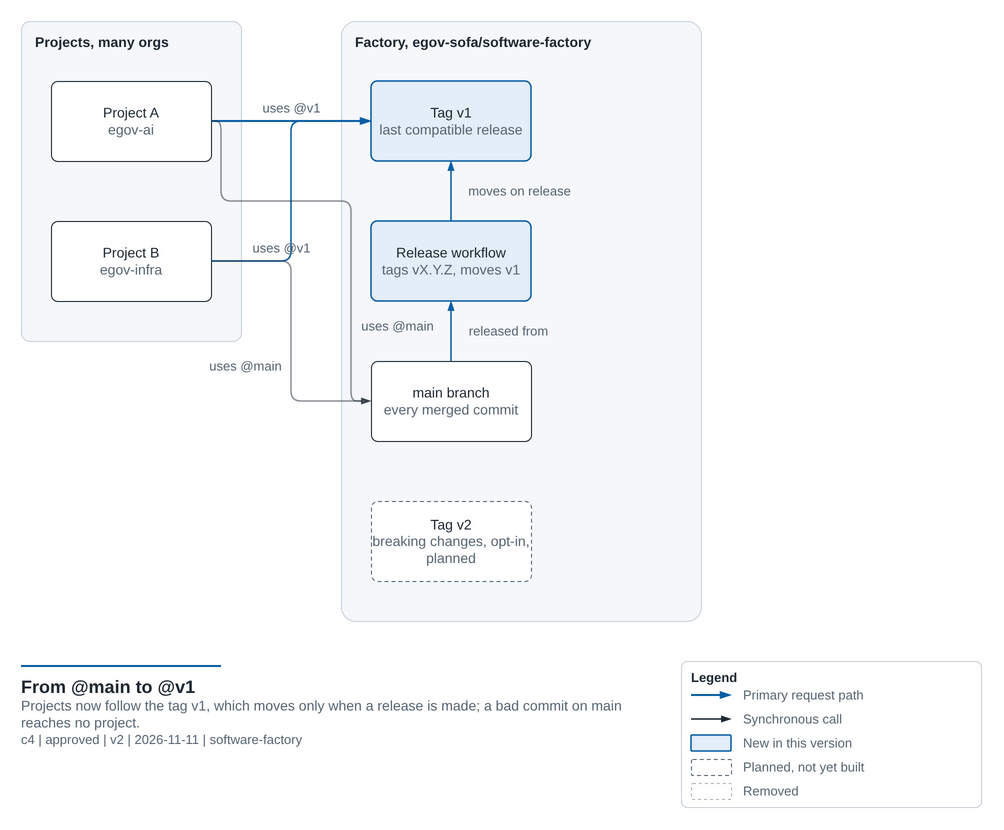 Projects, many orgs
Factory, egov-sofa/software-factory
Project A
egov-ai
uses @v1
Tag v1
last compatible release
moves on release
Project B
egov-infra
uses @v1
Release workflow
tags vX.Y.Z, moves v1
uses @main
released from
uses @main
main branch
every merged commit
Tag v2
breaking changes, opt-in,
planned
From @main to @v1
Projects now follow the tag v1, which moves only when a release is made; a bad commit on main
reaches no project.
c4 | approved | v2 | 2026-11-11 | software-factory
Legend
Primary request path
Synchronous call
New in this version
Planned, not yet built
Removed